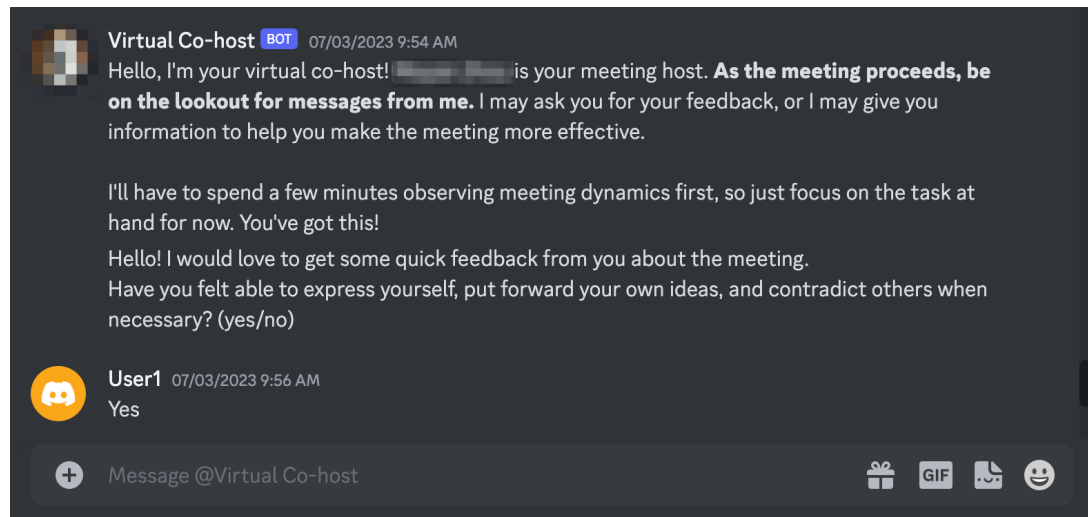 Virtual Co-host BOT 07/03/2023 9:54 AM
Hello, I'm your virtual co-host! is your meeting host. As the meeting proceeds, be
on the lookout for messages from me. I may ask you for your feedback, or I may give you
information to help you make the meeting more effective.
I'll have to spend a few minutes observing meeting dynamics first, so just focus on the task at
hand for now. You've got this!
Hello! I would love to get some quick feedback from you about the meeting.
Have you felt able to express yourself, put forward your own ideas, and contradict others when
necessary? (yes/no)
User1 07/03/2023 9:56 AM
Yes
Message @Virtual Co-host
GIF